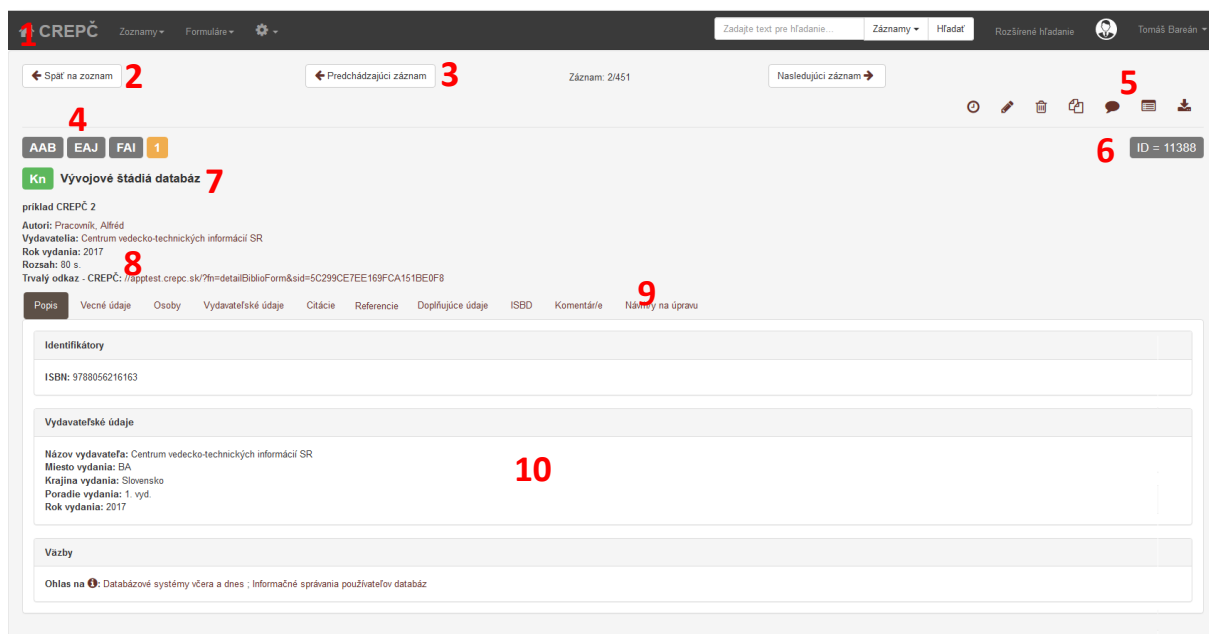 1 CREPČ Zoznamy Formuláre Zadajte text pre hľadanie... Záznamy Hľadať Rozšírené hľadanie Tomáš Bareán
Späť na zoznam 2 Predchádzajúci záznam 3 Záznam: 2/451 Nasledujúci záznam
5
4
AAB EAJ FAI 1 6 ID = 11388
Kn Vývojové štádiá databáz 7
príklad CREPČ 2
Autori: Pracovník, Alfréd
Vydavatelia: Centrum vedecko-technických informácií SR
Rok vydania: 2017
Rozsah: 80 s.
8
Trvalý odkaz - CREPČ: //apptest.crepc.sk/?fn=detailBiblioForm&sid=5C299CE7EE169FCA151BE0F8
9
Popis Vecné údaje Osoby Vydavateľské údaje Citácie Referencie Doplňujúce údaje ISBD Komentár/e Návrh/y na úpravu
Identifikátory
ISBN: 9788056216163
Vydavateľské údaje
Názov vydavateľa: Centrum vedecko-technických informácií SR
10
Miesto vydania: BA
Krajina vydania: Slovensko
Poradie vydania: 1. vyd.
Rok vydania: 2017
Väzby
Ohlas na : Databázové systémy včera a dnes ; Informačné správania používateľov databáz